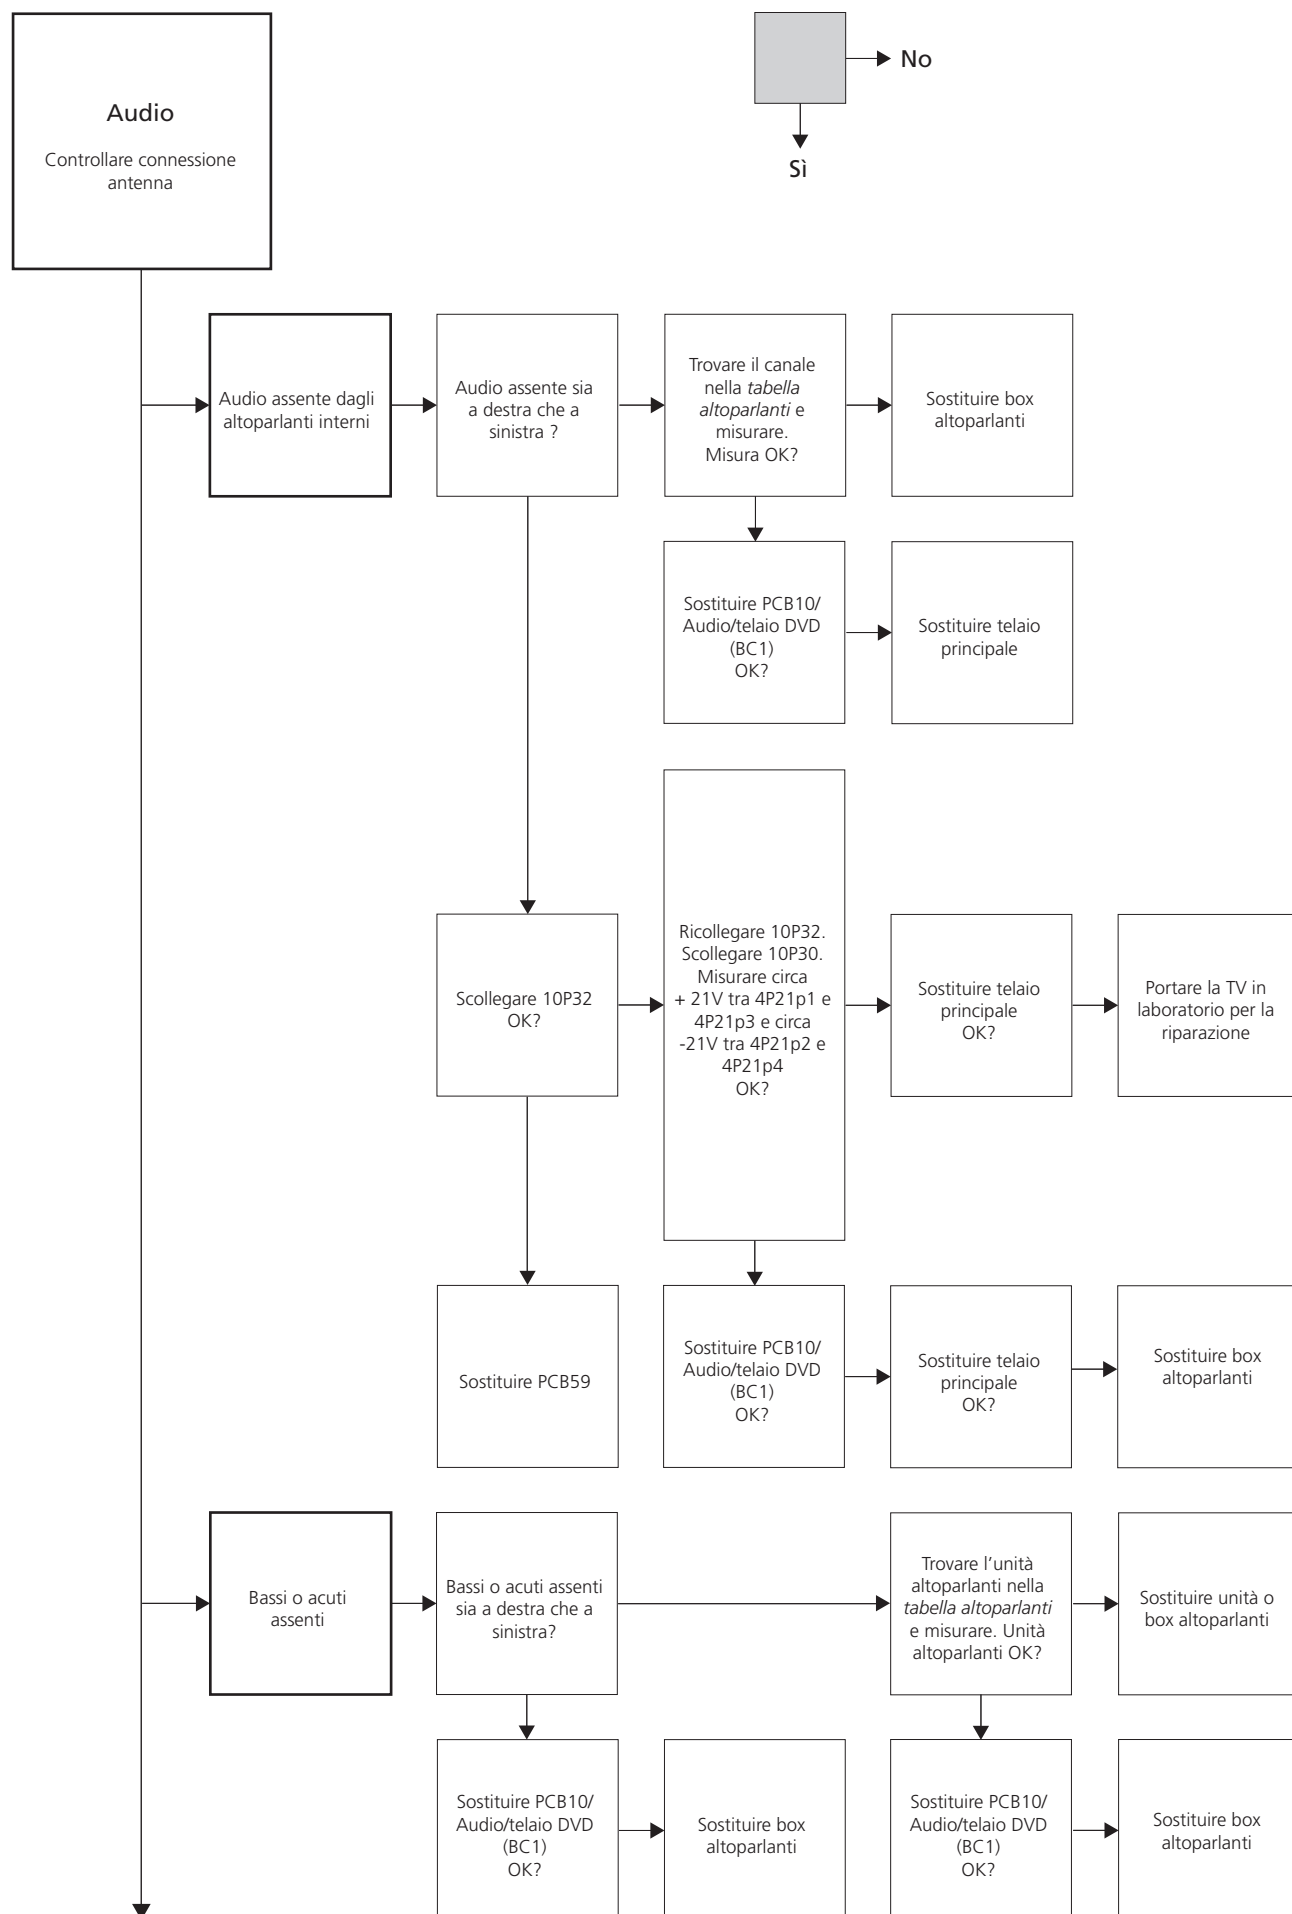 Audio
Controllare connessione
antenna
No
Sì
Audio assente dagli
altoparlanti interni
Audio assente sia
a destra che a
sinistra ?
Trovare il canale
nella tabella
altoparlanti e
misurare.
Misura OK?
Sostituire box
altoparlanti
Sostituire PCB10/
Audio/telaio DVD
(BC1)
OK?
Sostituire telaio
principale
Scollegare 10P32
OK?
Ricollegare 10P32.
Scollegare 10P30.
Misurare circa
+ 21V tra 4P21p1 e
4P21p3 e circa
-21V tra 4P21p2 e
4P21p4
OK?
Sostituire telaio
principale
OK?
Portare la TV in
laboratorio per la
riparazione
Sostituire PCB59
Sostituire PCB10/
Audio/telaio DVD
(BC1)
OK?
Sostituire telaio
principale
OK?
Sostituire box
altoparlanti
Bassi o acuti
assenti
Bassi o acuti assenti
sia a destra che a
sinistra?
Trovare l'unità
altoparlanti nella
tabella altoparlanti
e misurare. Unità
altoparlanti OK?
Sostituire unità o
box altoparlanti
Sostituire PCB10/
Audio/telaio DVD
(BC1)
OK?
Sostituire box
altoparlanti
Sostituire PCB10/
Audio/telaio DVD
(BC1)
OK?
Sostituire box
altoparlanti